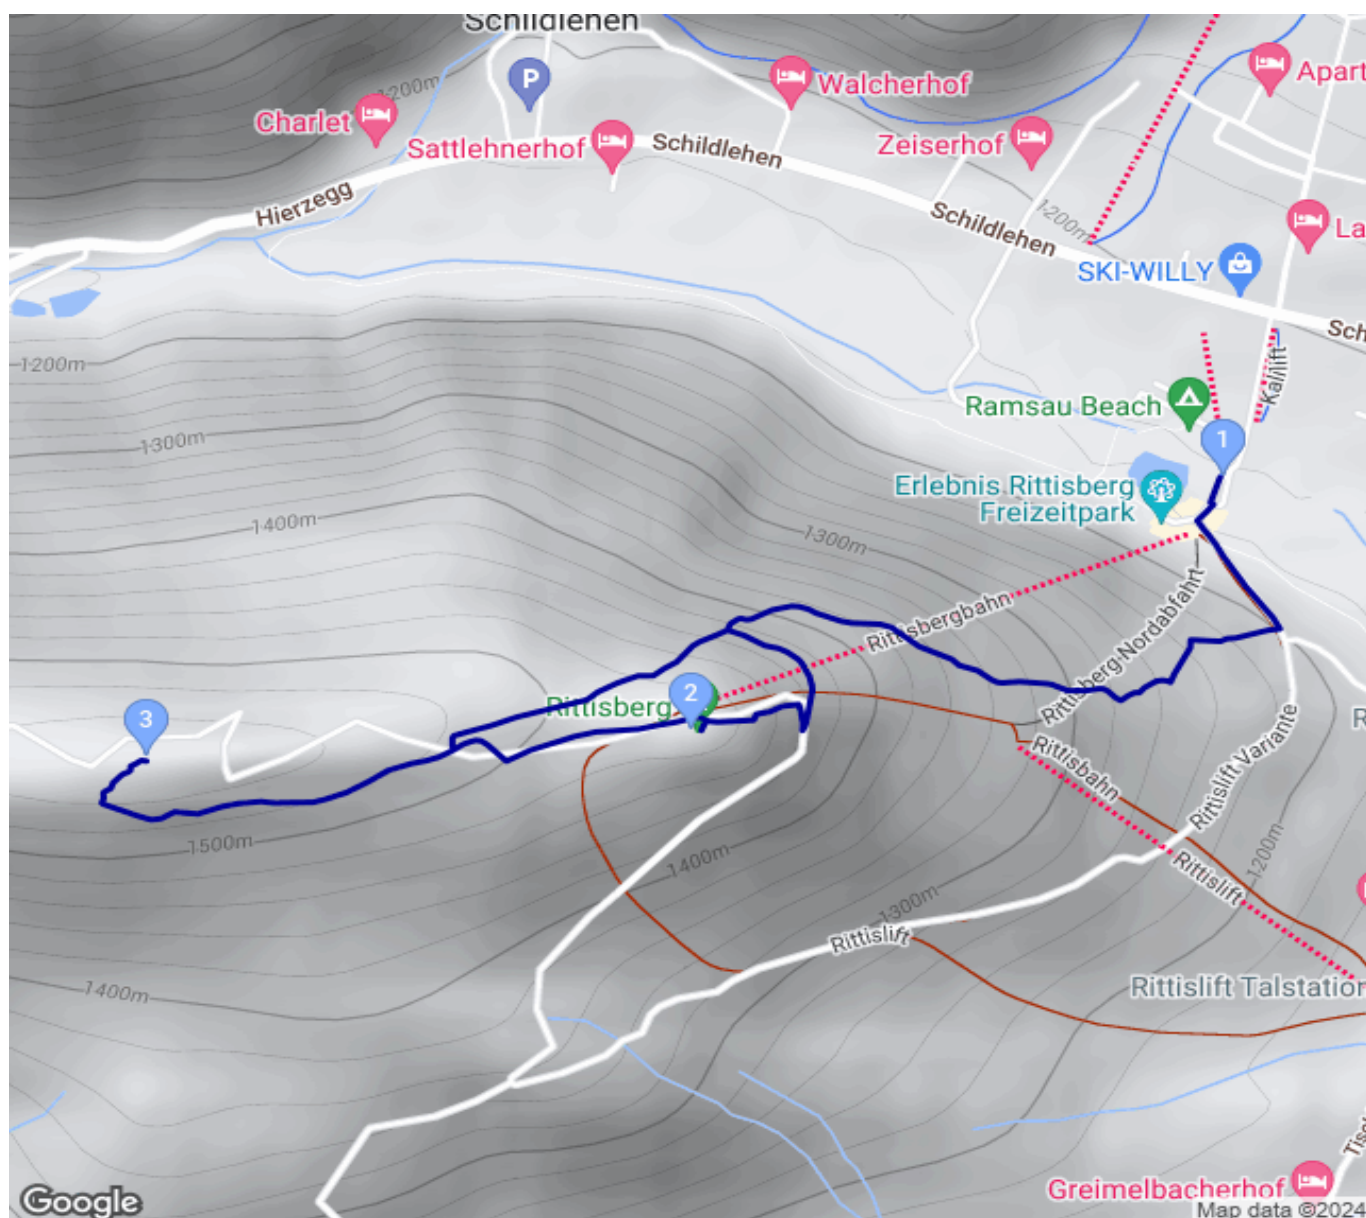 Schildlehen
1200m
Walcherhof
Apart
P
Charlet
Sattlehnerhof
Schildlehen
Zeiserhof
Hierzegg
1200m
Schildlehen
La
SKI-WILLY
Sch
1200m
Kalilift
Ramsau Beach
1300m
1
Erlebnis Rittisberg
Freizeitpark
1400m
1300m
Rittisbergbahn
Rittisberg Nordabfahrt
2
Rittisberg
3
R
Rittisbahn
Rittislift Variante
1500m
1400m
Rittislift
1200m
1300m
Rittislift
1400m
Rittislift Talstation
Tisc
Greimelbacherhof
Google
Map data ©2024